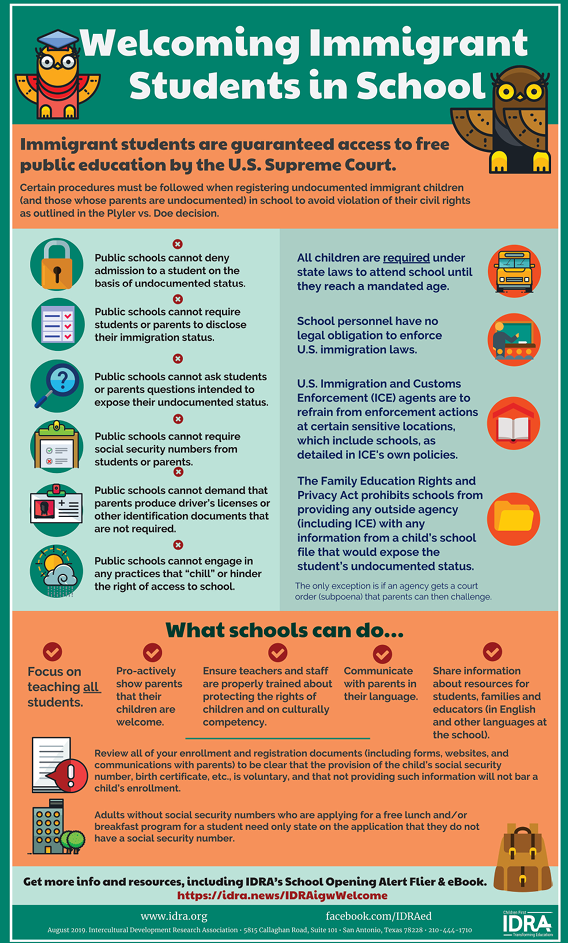 Welcoming Immigrant
Students in School
Immigrant students are guaranteed access to free
public education by the U.S. Supreme Court.
Certain procedures must be followed when registering undocumented immigrant children
(and those whose parents are undocumented) in school to avoid violation of their civil rights
as outlined in the Plyler vs. Doe decision.
Public schools cannot deny
admission to a student on the
basis of undocumented status.
Public schools cannot require
students or parents to disclose
their immigration status.
Public schools cannot ask students
or parents questions intended to
expose their undocumented status.
Public schools cannot require
social security numbers from
students or parents.
Public schools cannot demand that
parents produce driver's licenses or
other identification documents that
are not required.
Public schools cannot engage in
any practices that “chill” or hinder
the right of access to school.
All children are required under
state laws to attend school until
they reach a mandated age.
School personnel have no
legal obligation to enforce
U.S. immigration laws.
U.S. Immigration and Customs
Enforcement (ICE) agents are to
refrain from enforcement actions
at certain sensitive locations,
which include schools, as
detailed in ICE's own policies.
The Family Education Rights and
Privacy Act prohibits schools from
providing any outside agency
(including ICE) with any
information from a child's school
file that would expose the
student's undocumented status.
The only exception is if an agency gets a court
order (subpoena) that parents can then challenge.
What schools can do...
Focus on
teaching all
students.
Pro-actively
show parents
that their
children are
welcome.
Ensure teachers and staff
are properly trained about
protecting the rights of
children and on culturally
competency.
Communicate
with parents in
their language.
Share information
about resources for
students, families and
educators (in English
and other languages at
the school).
Review all of your enrollment and registration documents (including forms, websites, and
communications with parents) to be clear that the provision of the child's social security
number, birth certificate, etc., is voluntary, and that not providing such information will not bar a
child's enrollment.
Adults without social security numbers who are applying for a free lunch and/or
breakfast program for a student need only state on the application that they do not
have a social security number.
Get more info and resources, including IDRA's School Opening Alert Flier & eBook.
https://idra.news/IDRAigwWelcome
www.idra.org
facebook.com/IDRAed
August 2019. Intercultural Development Research Association • 5815 Callaghan Road, Suite 101 • San Antonio, Texas 78228 • 210-444-1710
Children First
IDRA
Transforming Education